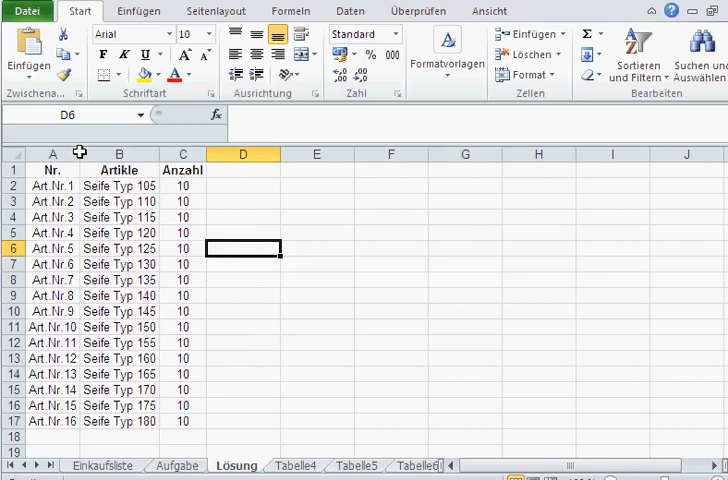 Datei Start Einfügen Seitenlayout Formeln Daten Überprüfen Ansicht
Arial 10 Standard Einfügen Σ
F K U % 000 Löschen
Einfügen Formatvorlagen Format Sortieren und Filtern Suchen und Auswählen
Zwischena... Schriftart Ausrichtung Zahl Zellen Bearbeiten
D6 fx
A B C D E F G H I J
1 Nr. Artikle Anzahl
2 Art.Nr.1 Seife Typ 105 10
3 Art.Nr.2 Seife Typ 110 10
4 Art.Nr.3 Seife Typ 115 10
5 Art.Nr.4 Seife Typ 120 10
6 Art.Nr.5 Seife Typ 125 10
7 Art.Nr.6 Seife Typ 130 10
8 Art.Nr.7 Seife Typ 135 10
9 Art.Nr.8 Seife Typ 140 10
10 Art.Nr.9 Seife Typ 145 10
11 Art.Nr.10 Seife Typ 150 10
12 Art.Nr.11 Seife Typ 155 10
13 Art.Nr.12 Seife Typ 160 10
14 Art.Nr.13 Seife Typ 165 10
15 Art.Nr.14 Seife Typ 170 10
16 Art.Nr.15 Seife Typ 175 10
17 Art.Nr.16 Seife Typ 180 10
18
19
Einkaufsliste Aufgabe Lösung Tabelle4 Tabelle5 Tabelle6